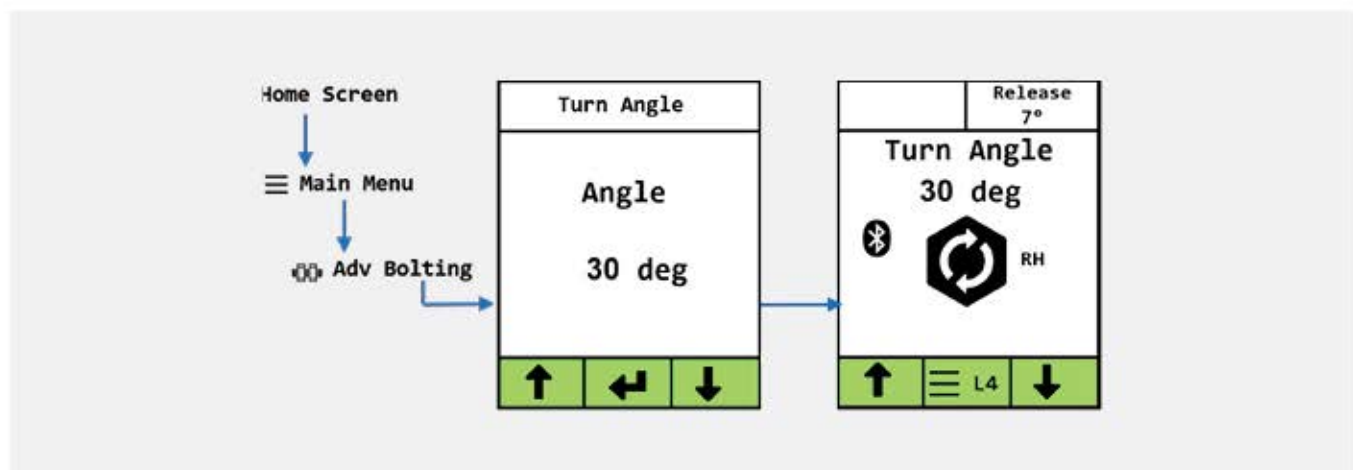 Home Screen
Main Menu
Adv Bolting
Turn Angle
Angle
30 deg
Release
7°
Turn Angle
30 deg
RH
L4